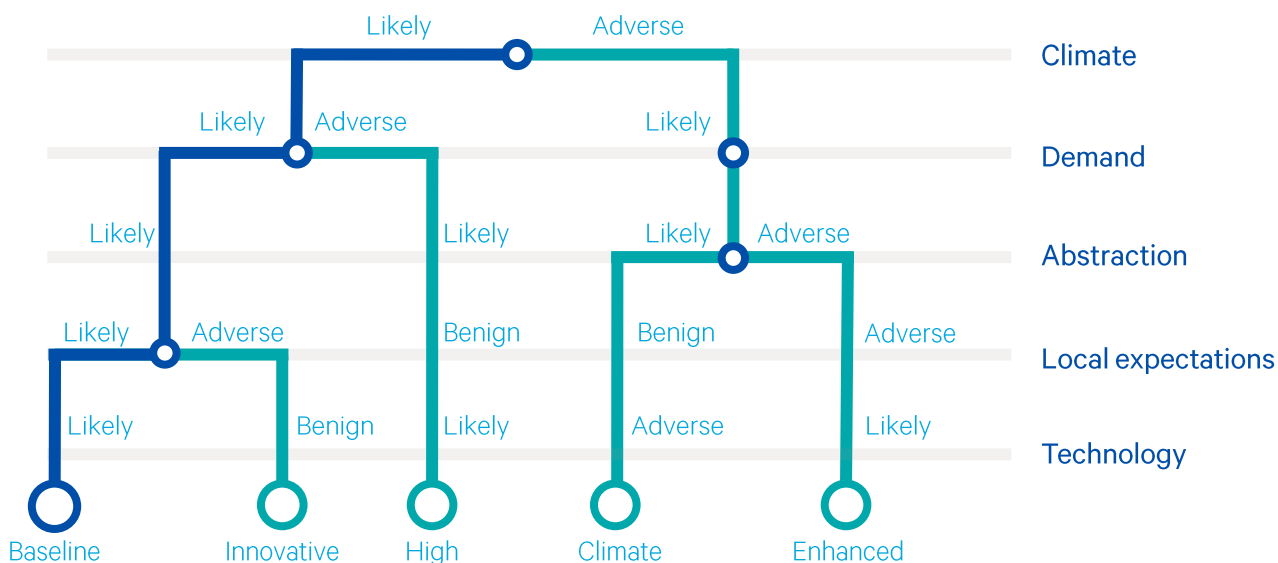 Likely Adverse
Climate
Likely Adverse Likely
Demand
Likely Likely Likely Adverse
Abstraction
Likely Adverse Benign Benign Adverse
Local expectations
Likely Benign Likely Adverse Likely
Technology
Baseline Innovative High Climate Enhanced